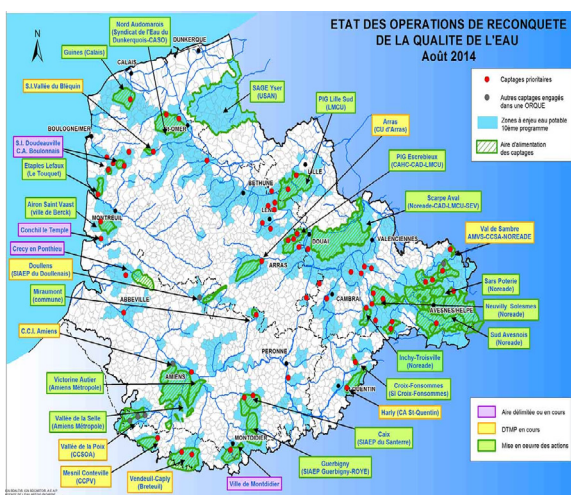 ETAT DES OPERATIONS DE RECONQUETE
DE LA QUALITE DE L'EAU
Août 2014
N
Nord Audomarois
(Syndicat de l'Eau du
Dunkerquois-CASO)
DUNKERQUE
Guines (Calais)
CALAIS
S.I.Vallée du Bléquin
SAGE Yser
(USAN)
PIG Lille Sud
(LMCU)
Captages prioritaires
Autres captages engagés
dans une ORQUE
Zones à enjeu eau potable
10ème programme
Aire d'alimentation
des captages
BOULOGNE/MER
S.I. Doudeauville
C.A. Boulonnais
Etaples Lefaux
(Le Touquet)
Arras
(CU d'Arras)
PIG Escrebieux
(CAHC-CAD-LMCU)
LILLE
BETHUNE
Scarpe Aval
(Noreade-CAD-LMCU-SEV)
Airon Saint Vaast
(ville de Berck)
MONTREUIL
Conchil le Temple
DOUAI
VALENCIENNES
Val de Sambre
AMVS-CCSA-NOREADE
Crecy en Ponthieu
Doullens
(SIAEP du Doullenais)
ARRAS
Sars Poterie
(Noreade)
Miraumont
(commune)
ABBEVILLE
CAMBRAI
AVESNES/HELPE
Neuvilly Solesmes
(Noreade)
Sud Avesnois
(Noreade)
C.C.I. Amiens
PERONNE
Inchy-Troisville
(Noreade)
Victorine Autier
(Amiens Métropole)
AMIENS
Croix-Fonsommes
(SI Croix-Fonsommes)
Harly (CA St-Quentin)
Vallée de la Selle
(Amiens Métropole)
Caix
(SIAEP du Santerre)
Vallée de la Poix
(CCSOA)
MONTDIDIER
Guerbigny
(SIAEP Guerbigny-ROYE)
Mesnil Conteville
(CCPV)
Vendeuil-Caply
(Breteuil)
Ville de Montdidier
Aire délimitée ou en cours
DTMP en cours
Mise en oeuvre des actions